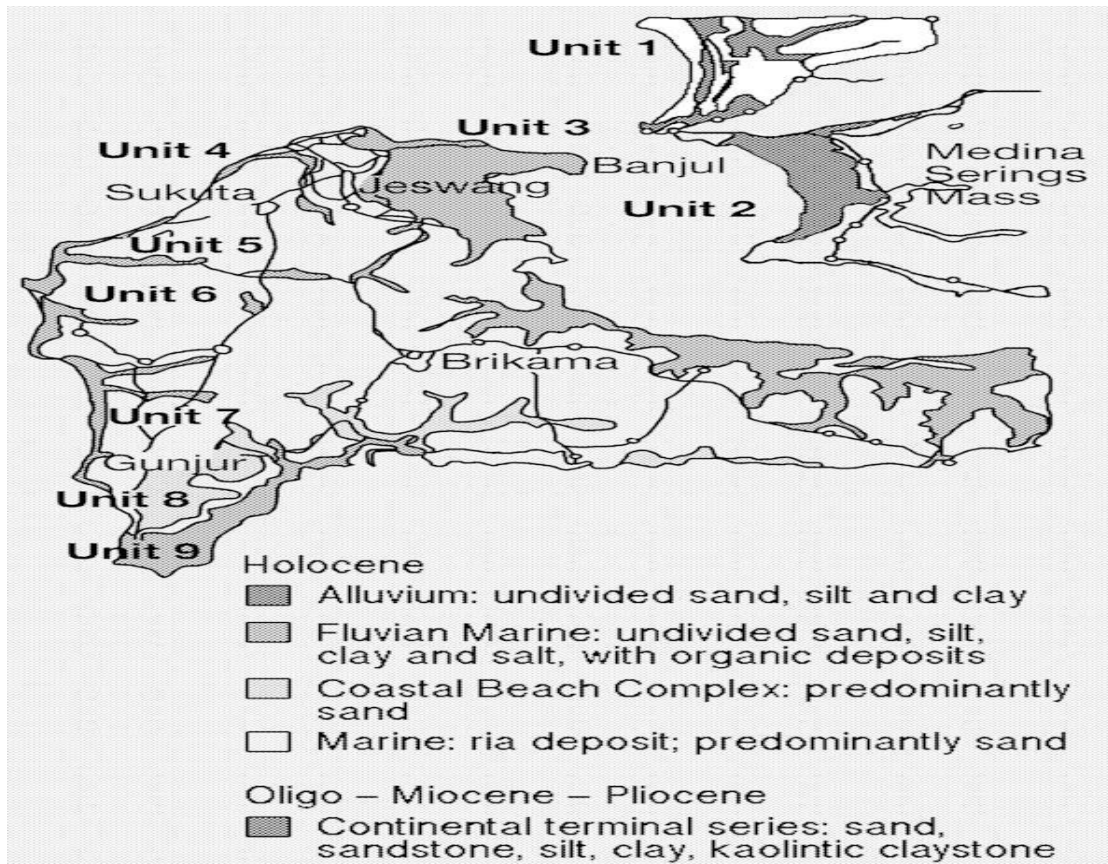 Unit 1
Unit 3
Unit 4
Banjul
Medina
Serings
Mass
Sukuta
Jeswang
Unit 2
Unit 5
Unit 6
Brikama
Unit 7
Gunjur
Unit 8
Unit 9
Holocene
Alluvium: undivided sand, silt and clay
Fluvian Marine: undivided sand, silt,
clay and salt, with organic deposits
Coastal Beach Complex: predominantly
sand
Marine: ria deposit; predominantly sand
Oligo – Miocene – Pliocene
Continental terminal series: sand,
sandstone, silt, clay, kaolintic claystone